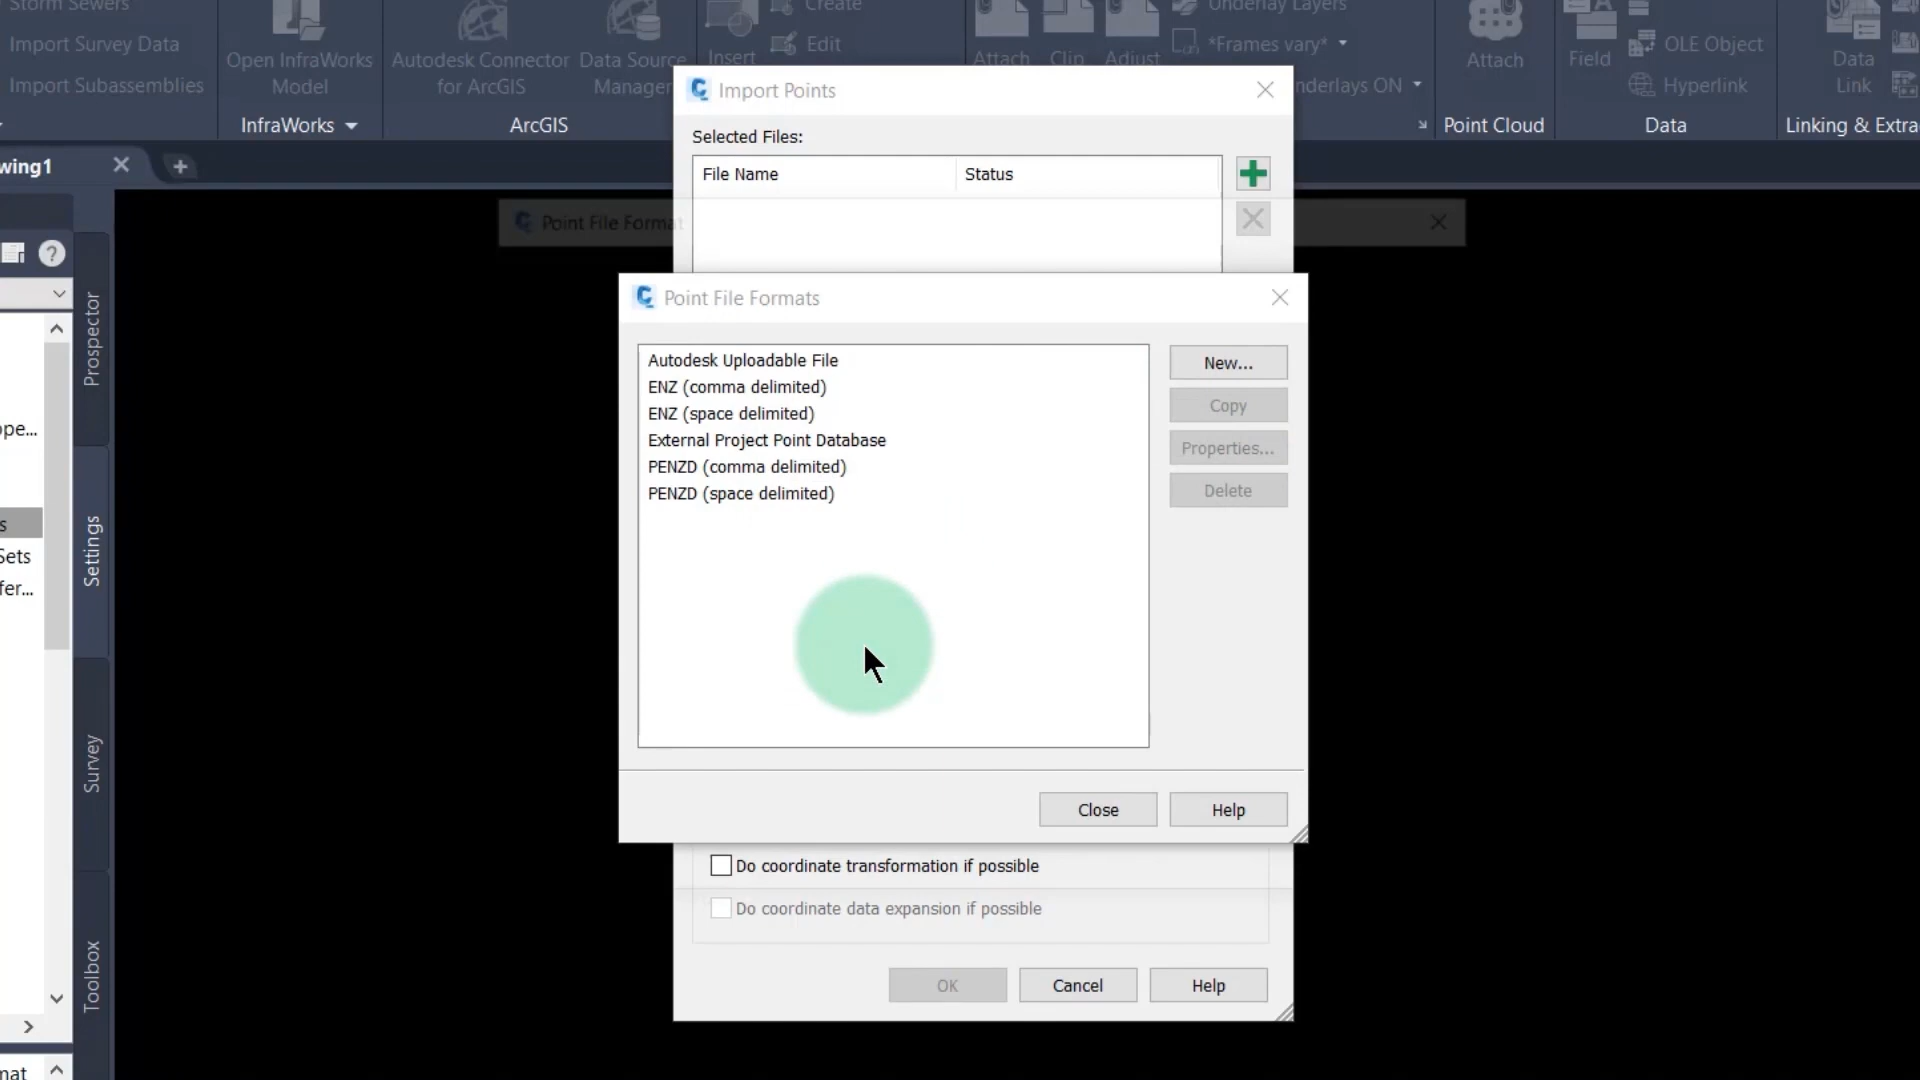 Storm Sewers
Import Survey Data
Import Subassemblies
Open InfraWorks
Model
InfraWorks
Autodesk Connector
for ArcGIS
Data Source
Manager
ArcGIS
Insert
Create
Edit
Attach
Clip
Adjust
Underlay Layers
*Frames vary*
nderlays ON
Attach
Point Cloud
Field
OLE Object
Hyperlink
Data
Data
Link
Linking & Extra
wing1
Import Points
Selected Files:
File Name
Status
Point File Forma
Point File Formats
Autodesk Uploadable File
ENZ (comma delimited)
ENZ (space delimited)
External Project Point Database
PENZD (comma delimited)
PENZD (space delimited)
New...
Copy
Properties...
Delete
Close
Help
Do coordinate transformation if possible
Do coordinate data expansion if possible
OK
Cancel
Help
Prospector
Settings
Survey
Toolbox
ope...
s
Sets
fer...
mat